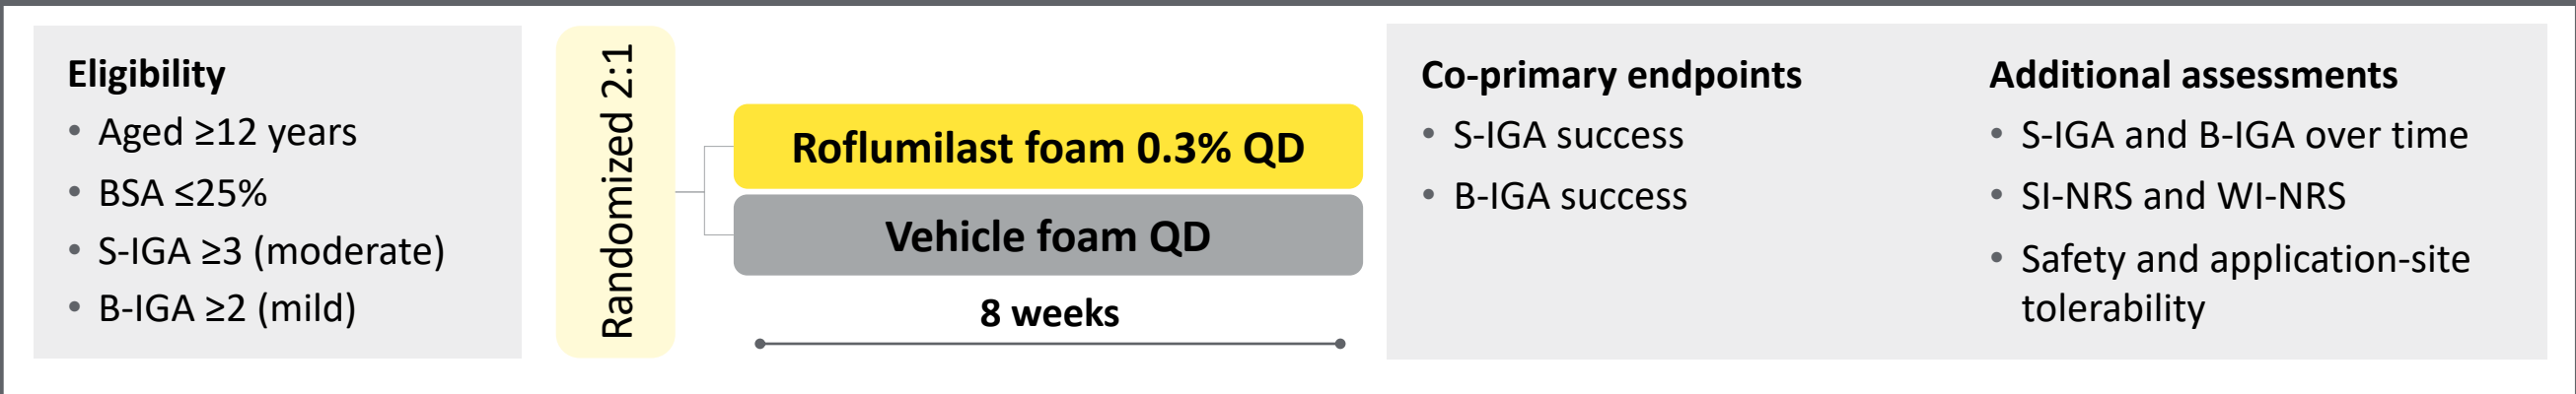 Eligibility
• Aged ≥12 years
• BSA ≤25%
• S-IGA ≥3 (moderate)
• B-IGA ≥2 (mild)
Randomized 2:1
Roflumilast foam 0.3% QD
Vehicle foam QD
8 weeks
Co-primary endpoints
• S-IGA success
• B-IGA success
Additional assessments
• S-IGA and B-IGA over time
• SI-NRS and WI-NRS
• Safety and application-site
tolerability